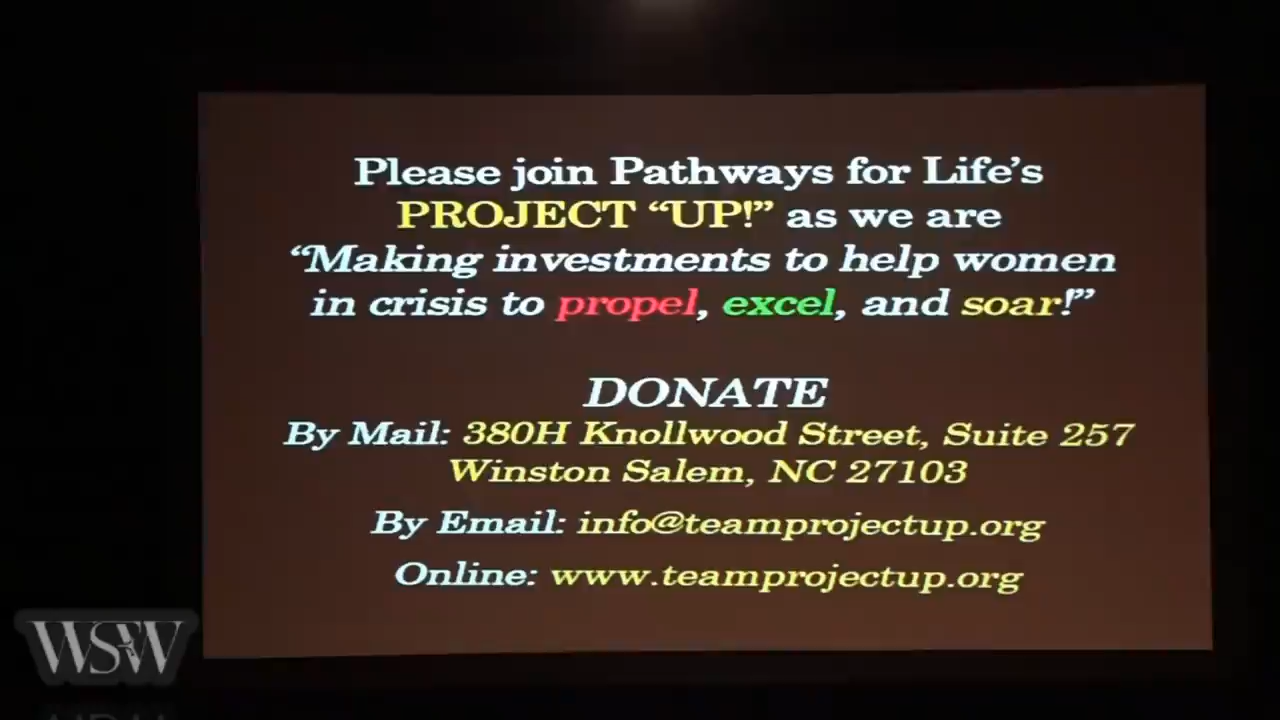 Please join Pathways for Life’s
PROJECT “UP!” as we are
“Making investments to help women
in crisis to propel, excel, and soar!”
DONATE
By Mail: 380H Knollwood Street, Suite 257
Winston Salem, NC 27103
By Email: info@teamprojectup.org
Online: www.teamprojectup.org
WSFW